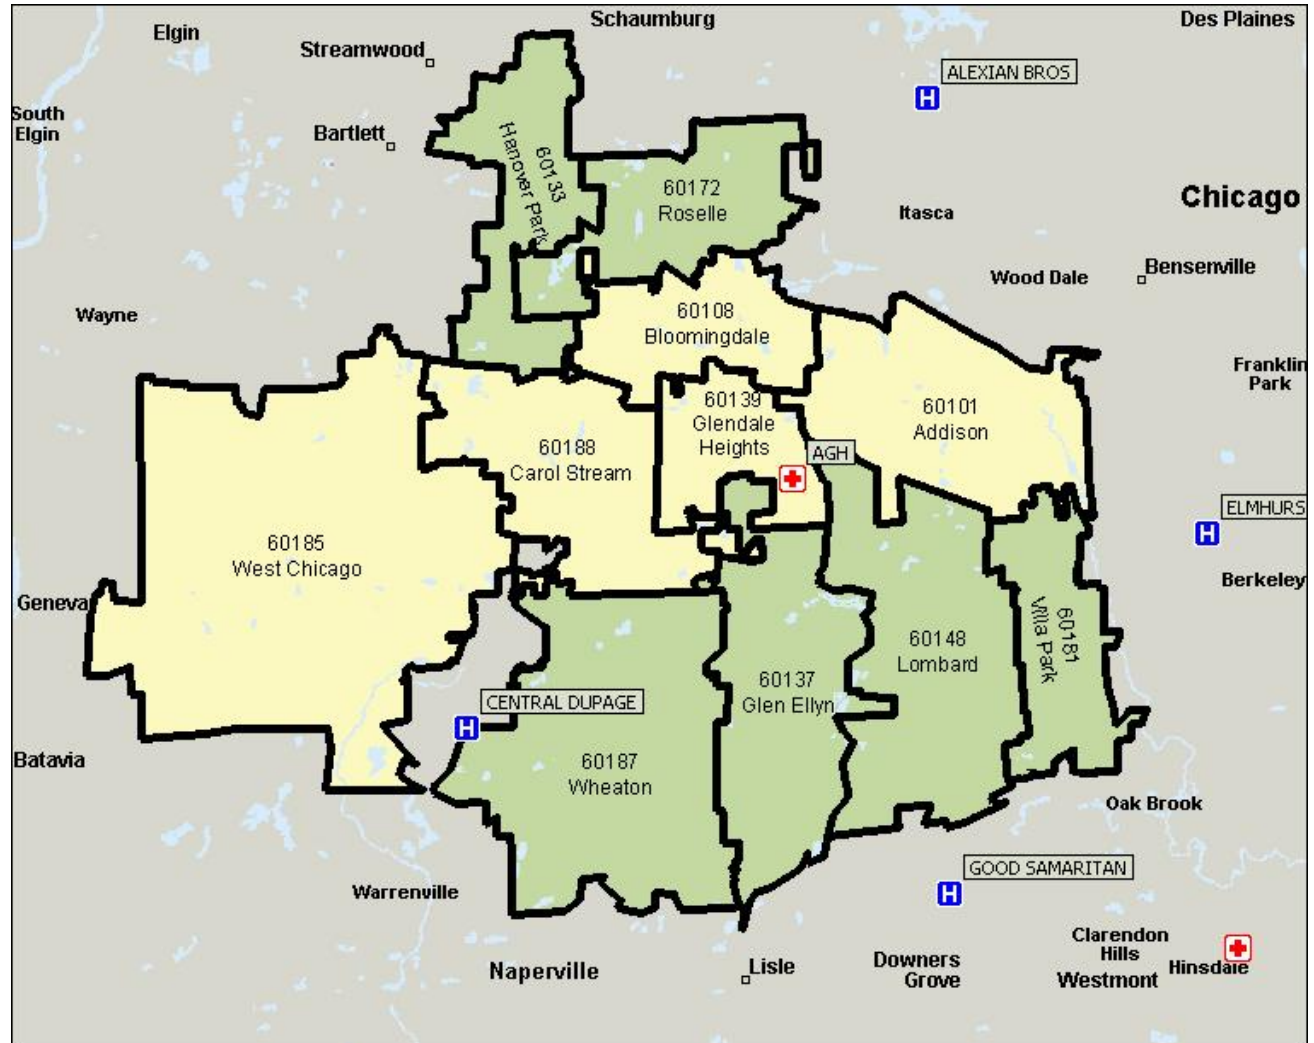 Schaumburg
Des Plaines
Elgin
Streamwood
ALEXIAN BROS
South
Elgin
Bartlett
60133
Hanover Park
60172
Roselle
Chicago
Itasca
Wood Dale
Bensenville
Wayne
60108
Bloomingdale
Franklin
Park
60139
Glendale
Heights
60101
Addison
60188
Carol Stream
AGH
ELMHURS
60185
West Chicago
Berkeley
Geneva
60181
Villa Park
60148
Lombard
60137
Glen Ellyn
CENTRAL DUPAGE
Batavia
60187
Wheaton
Oak Brook
GOOD SAMARITAN
Warrenville
Clarendon
Hills
Naperville
Lisle
Downers
Grove
Westmont
Hinsdale